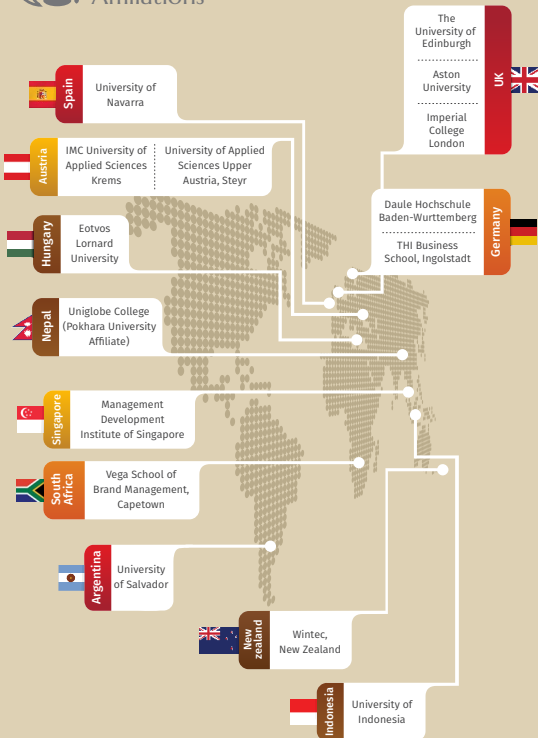 Affiliations
Spain
University of
Navarra
Austria
IMC University of
Applied Sciences
Krems
University of Applied
Sciences Upper
Austria, Steyr
Hungary
Eotvos
Lornard
University
Nepal
Uniglobe College
(Pokhara University
Affiliate)
Singapore
Management
Development
Institute of Singapore
South
Africa
Vega School of
Brand Management,
Capetown
Argentina
University
of Salvador
New
zealand
Wintec,
New Zealand
Indonesia
University of
Indonesia
The
University of
Edinburgh
Aston
University
Imperial
College
London
UK
Daule Hochschule
Baden-Wurttemberg
THI Business
School, Ingolstadt
Germany